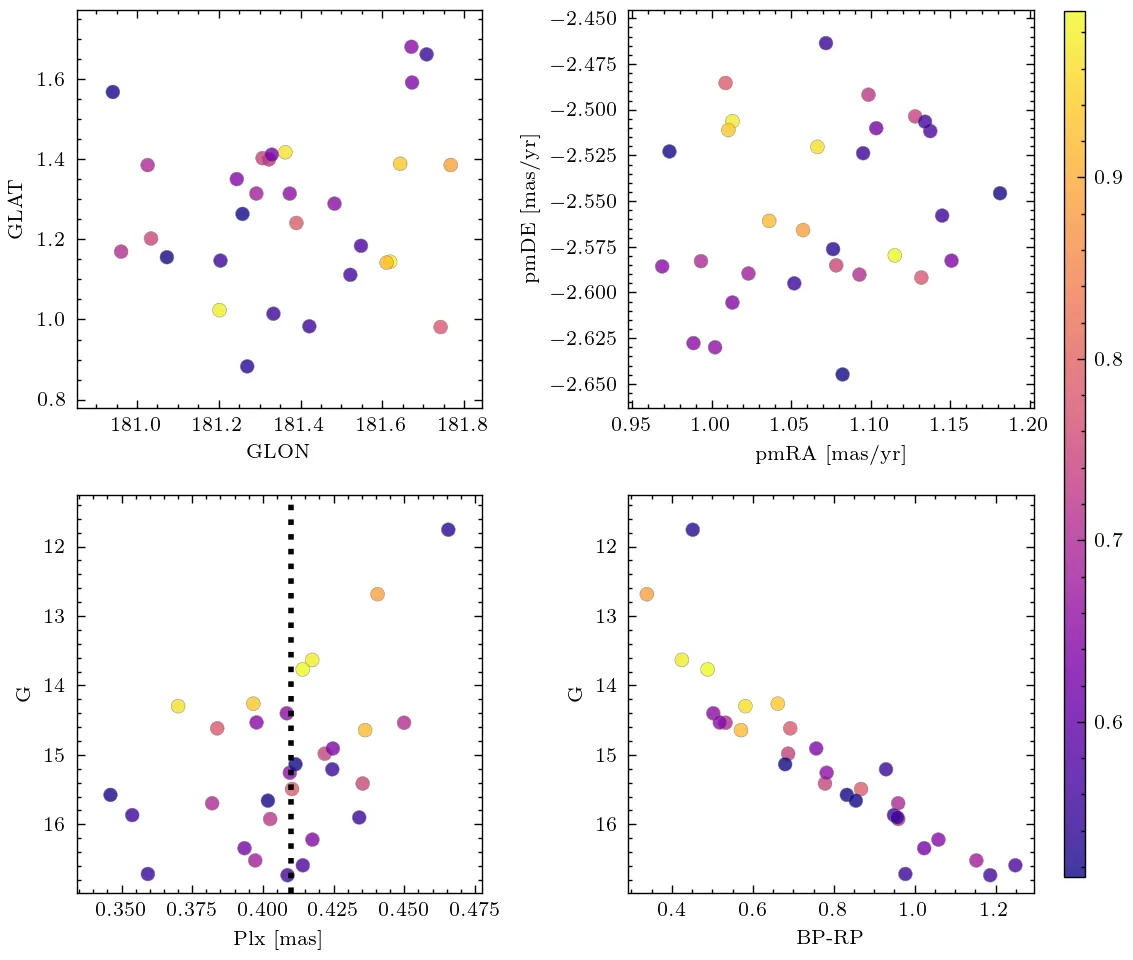 1.6
1.4
1.2
1.0
0.8
GLAT
181.0 181.2 181.4 181.6 181.8
GLON
−2.450
−2.475
−2.500
−2.525
−2.550
−2.575
−2.600
−2.625
−2.650
pmDE [mas/yr]
0.95 1.00 1.05 1.10 1.15 1.20
pmRA [mas/yr]
12
13
14
15
16
G
0.350 0.375 0.400 0.425 0.450 0.475
Plx [mas]
12
13
14
15
16
G
0.4 0.6 0.8 1.0 1.2
BP-RP
0.9
0.8
0.7
0.6